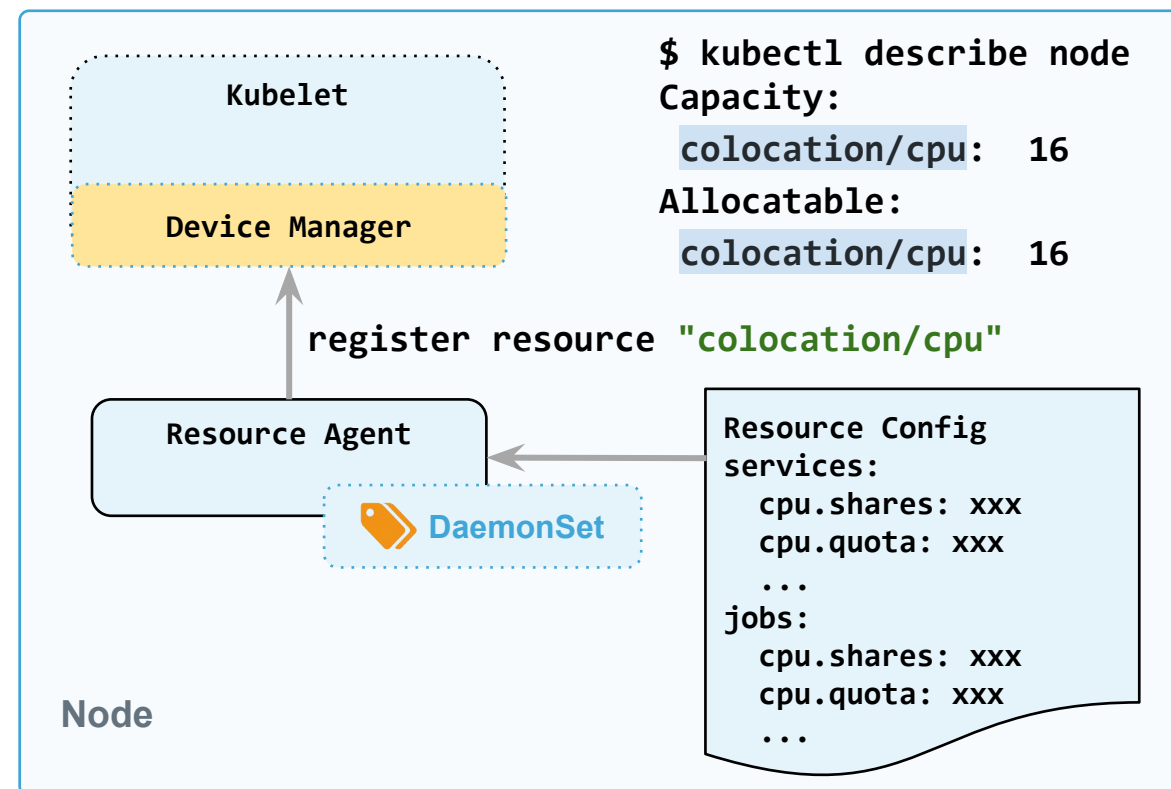 Kubelet
Device Manager
$ kubectl describe node
Capacity:
colocation/cpu: 16
Allocatable:
colocation/cpu: 16
register resource "colocation/cpu"
Resource Agent
DaemonSet
Resource Config
services:
cpu.shares: xxx
cpu.quota: xxx
...
jobs:
cpu.shares: xxx
cpu.quota: xxx
...
Node